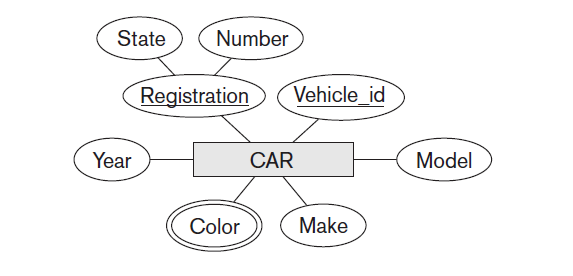 State
Number
Registration
Vehicle_id
Year
CAR
Model
Color
Make